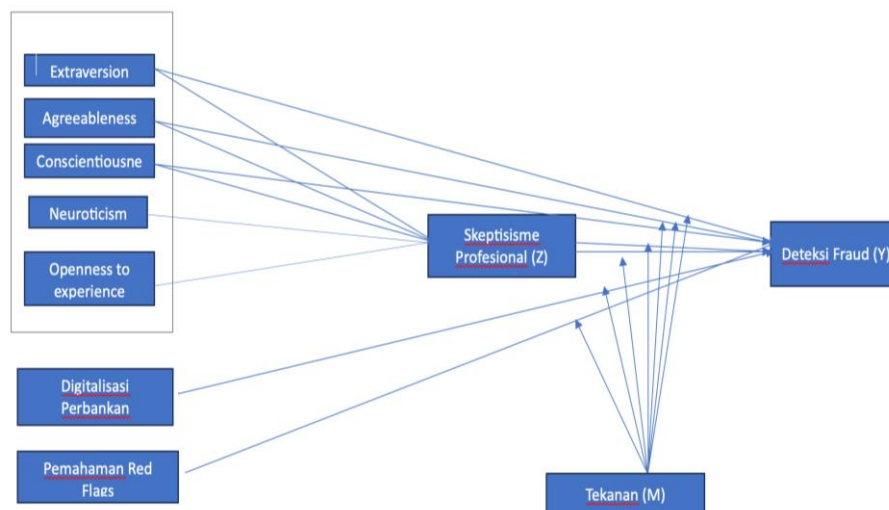 Extraversion
Agreeableness
Conscientiousne
Neuroticism
Openness to
experience
Skeptisisme
Profesional (Z)
Deteksi Fraud (Y)
Digitalisasi
Perbankan
Pemahaman Red
Flags
Tekanan (M)